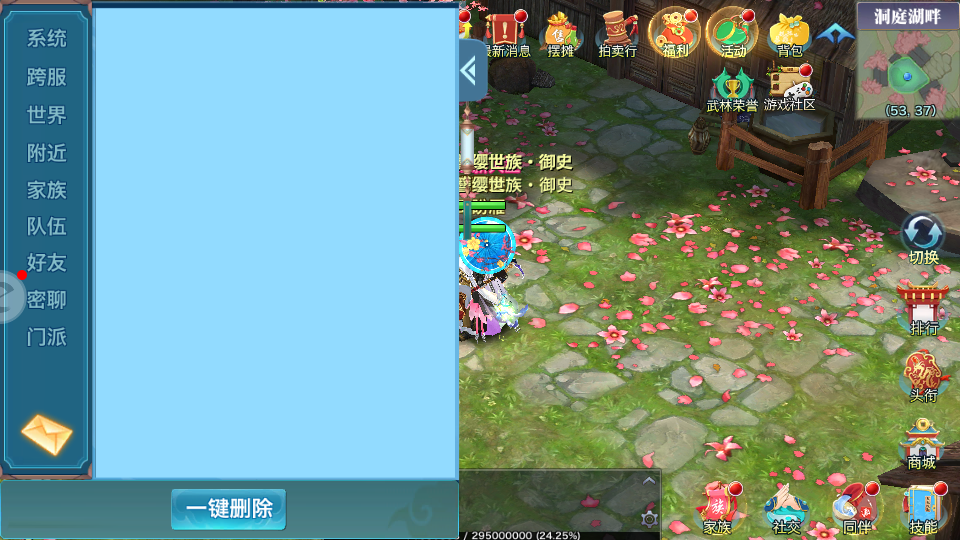 系统
跨服
世界
附近
家族
队伍
好友
密聊
门派
一键删除
最新消息
摆摊
拍卖行
福利
活动
背包
洞庭湖畔
武林荣誉
游戏社区
(53, 37)
缨世族·御史
缨世族·御史
切换
排行
头衔
商城
家族
社交
同伴
技能
/ 295000000 (24.25%)